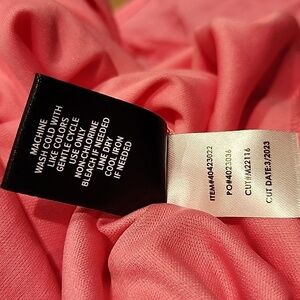 MACHINE
WASH COLD WITH
LIKE COLORS
GENTLE CYCLE
USE ONLY
NON-CHLORINE
BLEACH IF NEEDED
LINE DRY
COOL IRON
IF NEEDED
ITEM#40423022
PO#4023036
CUT#M22116
CUT DATE:3/2023